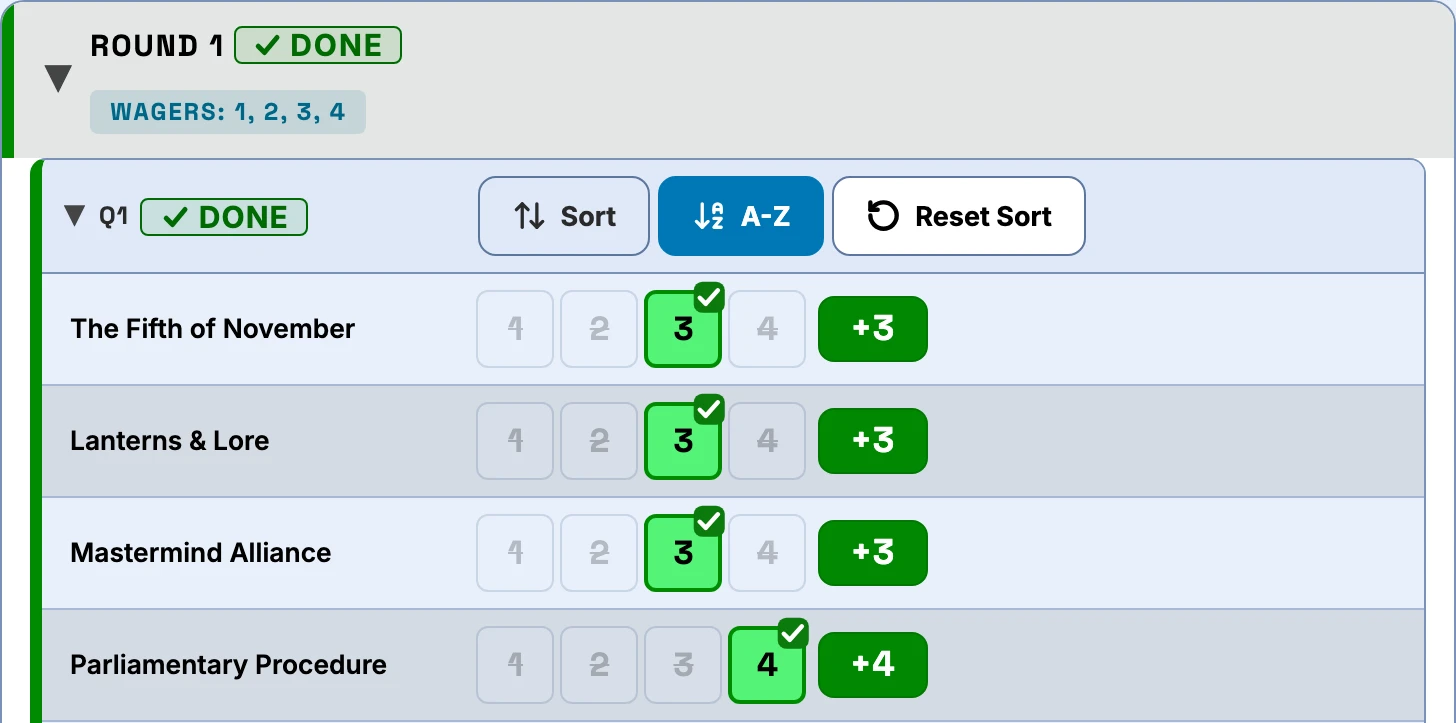 ROUND 1 ✓ DONE
WAGERS: 1, 2, 3, 4
▼ Q1 ✓ DONE Sort A-Z Reset Sort
The Fifth of November 1 2 3 4 +3
Lanterns & Lore 1 2 3 4 +3
Mastermind Alliance 1 2 3 4 +3
Parliamentary Procedure 1 2 3 4 +4